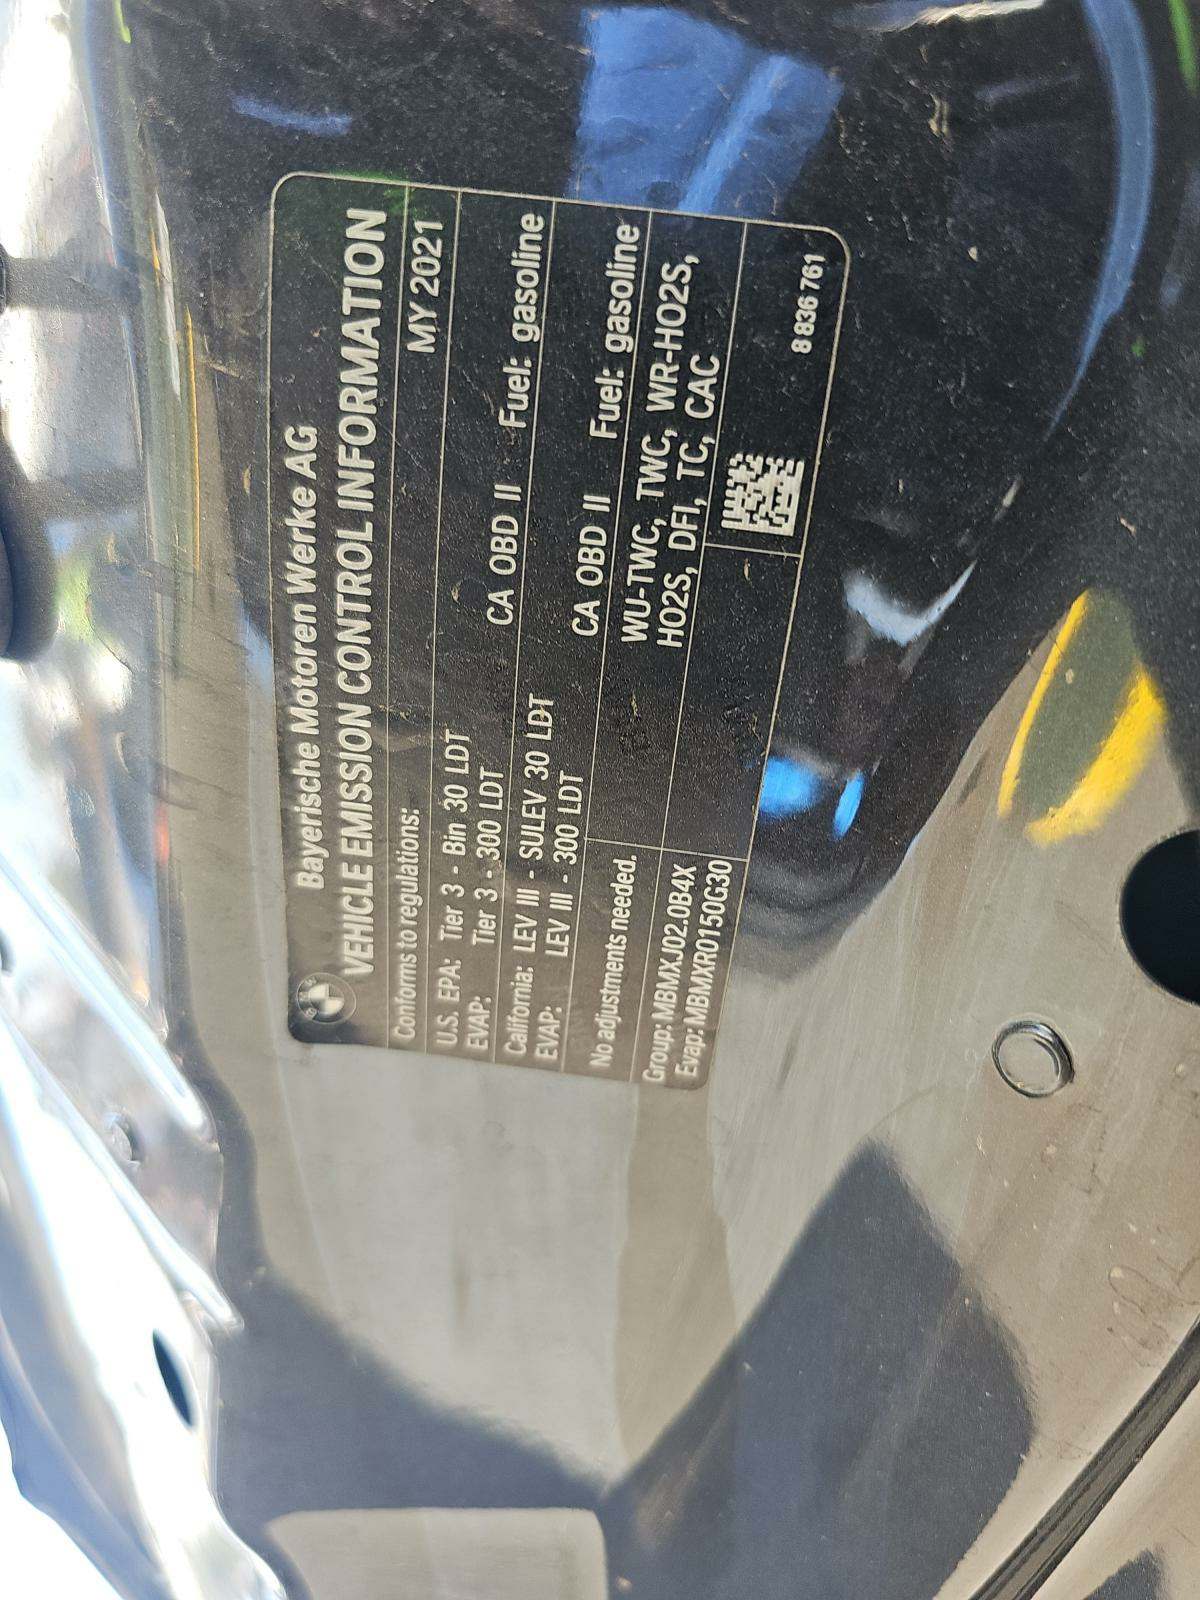 Bayerische Motoren Werke AG
VEHICLE EMISSION CONTROL INFORMATION
Conforms to regulations: MY 2021
U.S. EPA: Tier 3 - Bin 30 LDT
EVAP: Tier 3 - 300 LDT CA OBD II Fuel: gasoline
California: LEV III - SULEV 30 LDT
EVAP: LEV III - 300 LDT CA OBD II Fuel: gasoline
No adjustments needed.
WU-TWC, TWC, WR-HO2S,
HO2S, DFI, TC, CAC
Group: MBMXJ02.0B4X
Evap: MBMXR0150G30
8 836 761